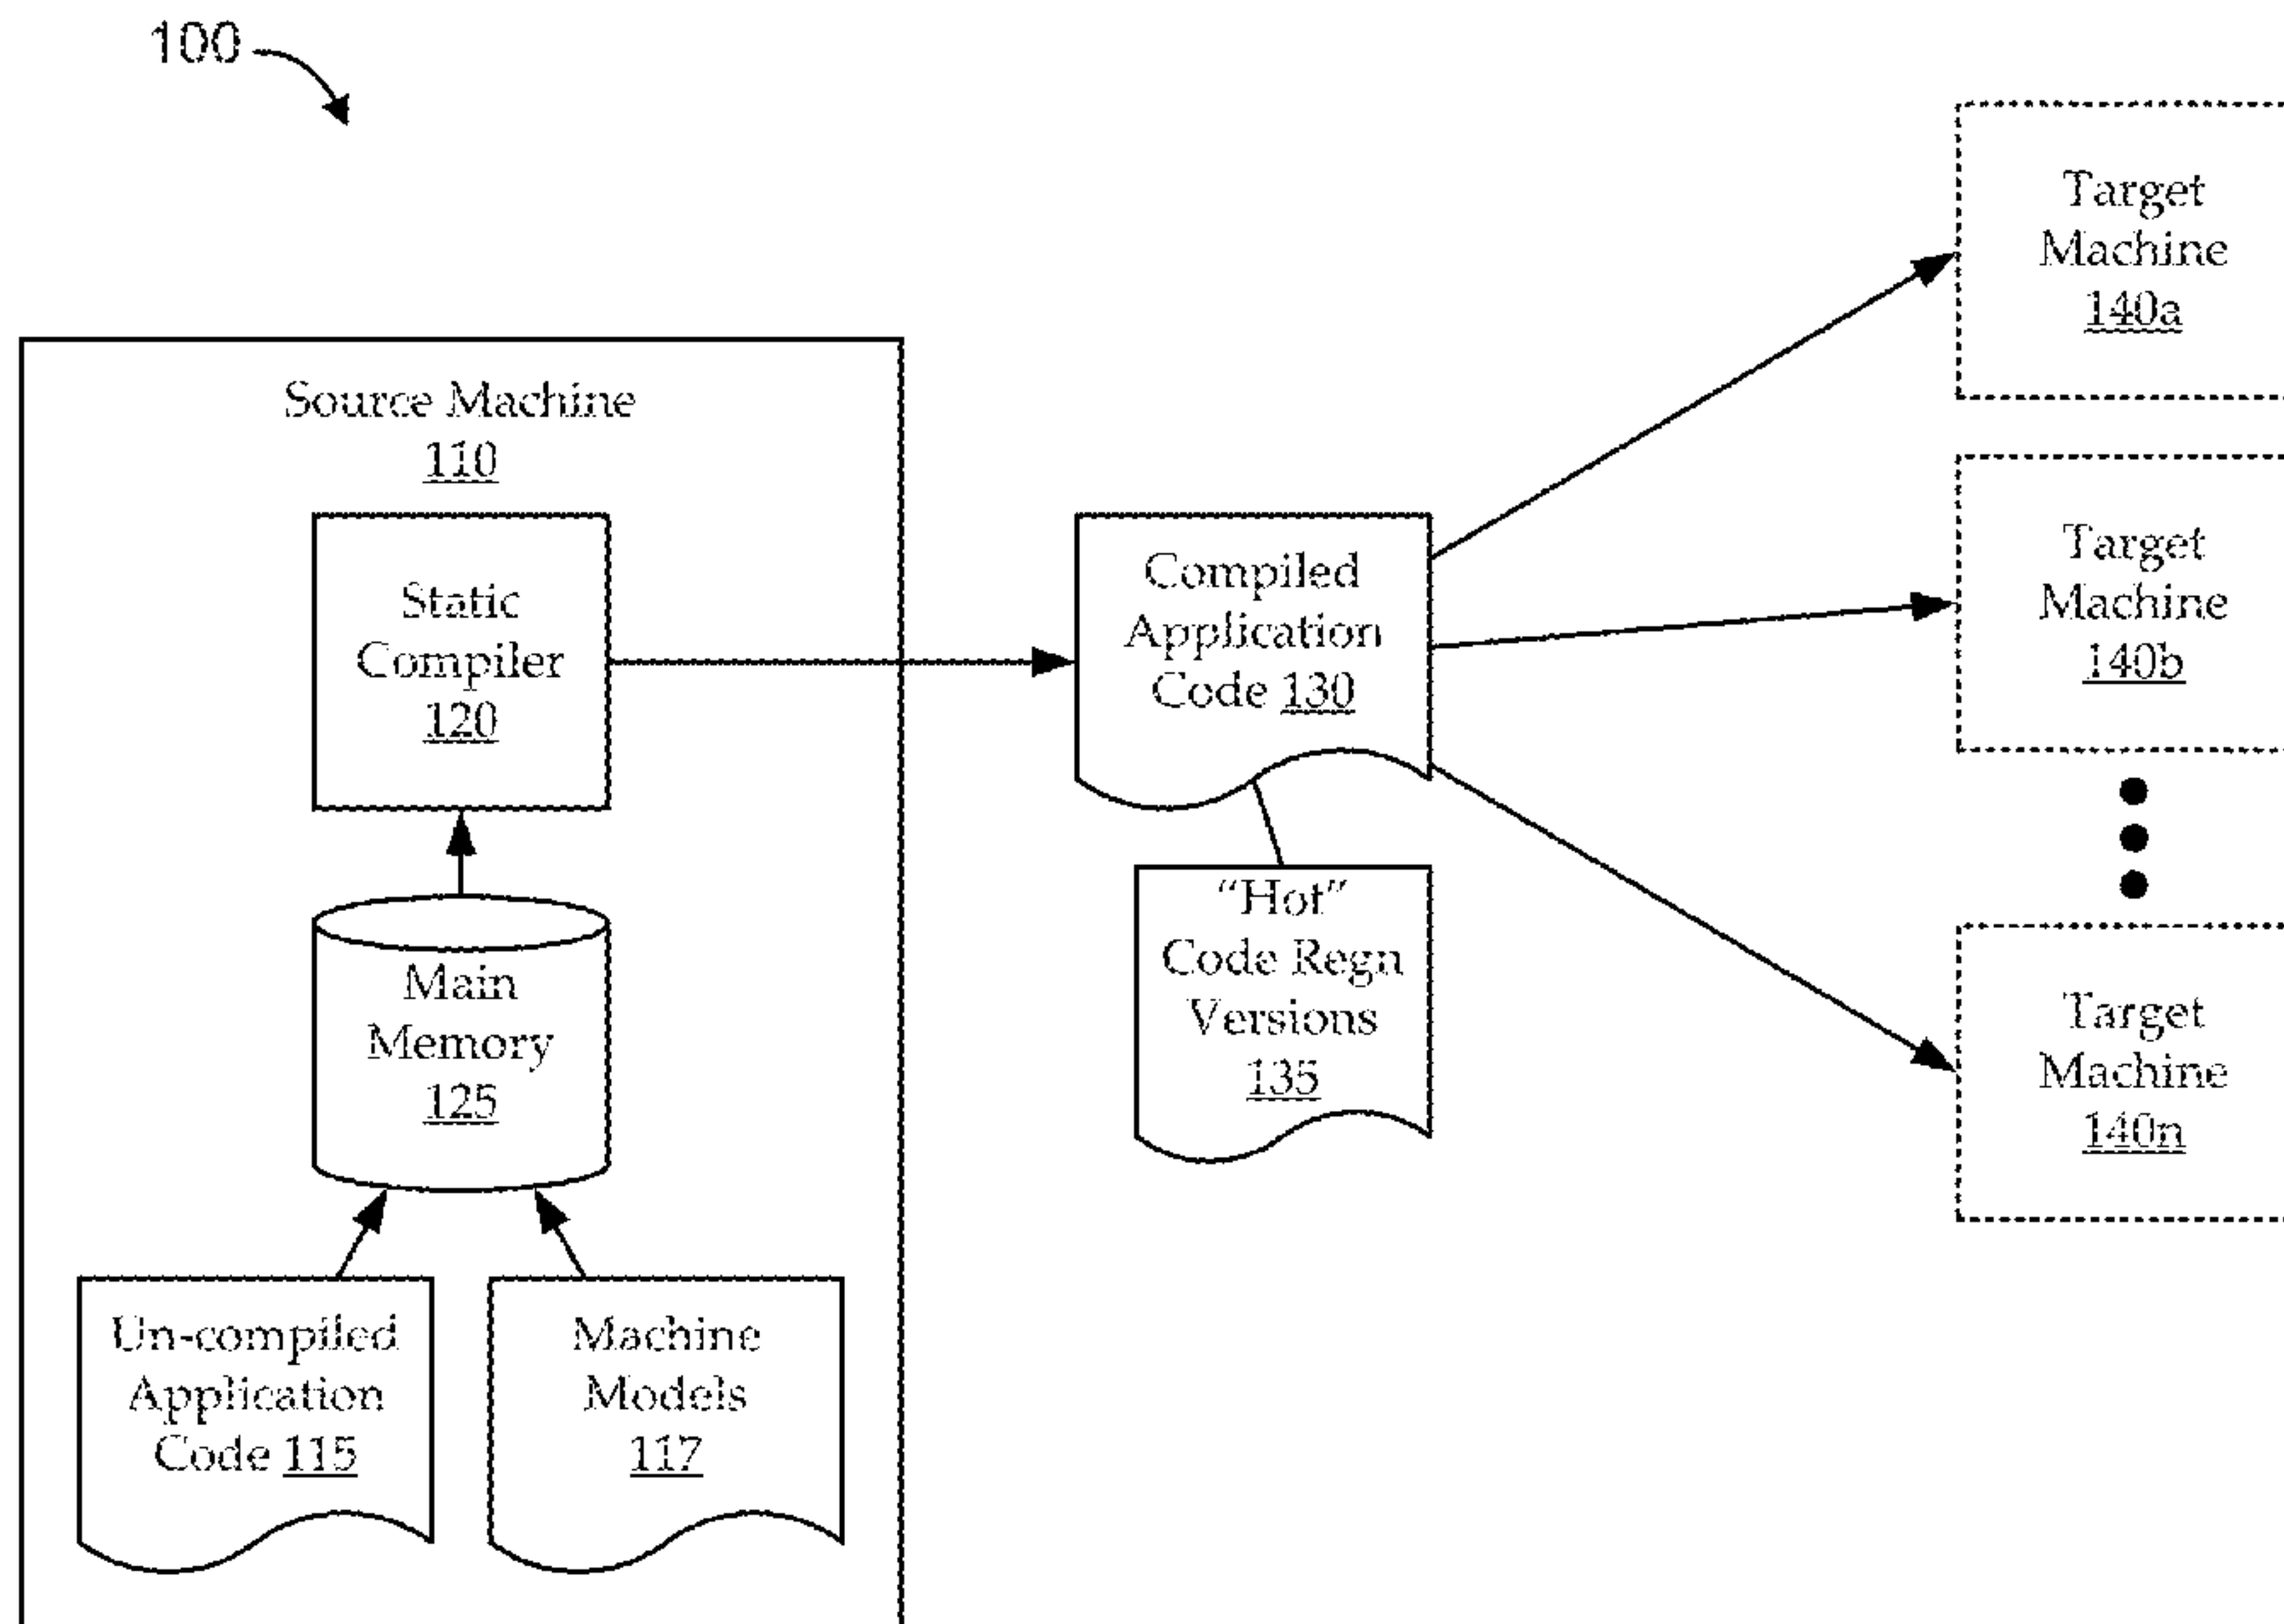 100
Source Machine
110
Static
Compiler
120
Main
Memory
125
Un-compiled
Application
Code 115
Machine
Models
117
Compiled
Application
Code 130
“Hot”
Code Regn
Versions
135
Target
Machine
140a
Target
Machine
140b
Target
Machine
140n